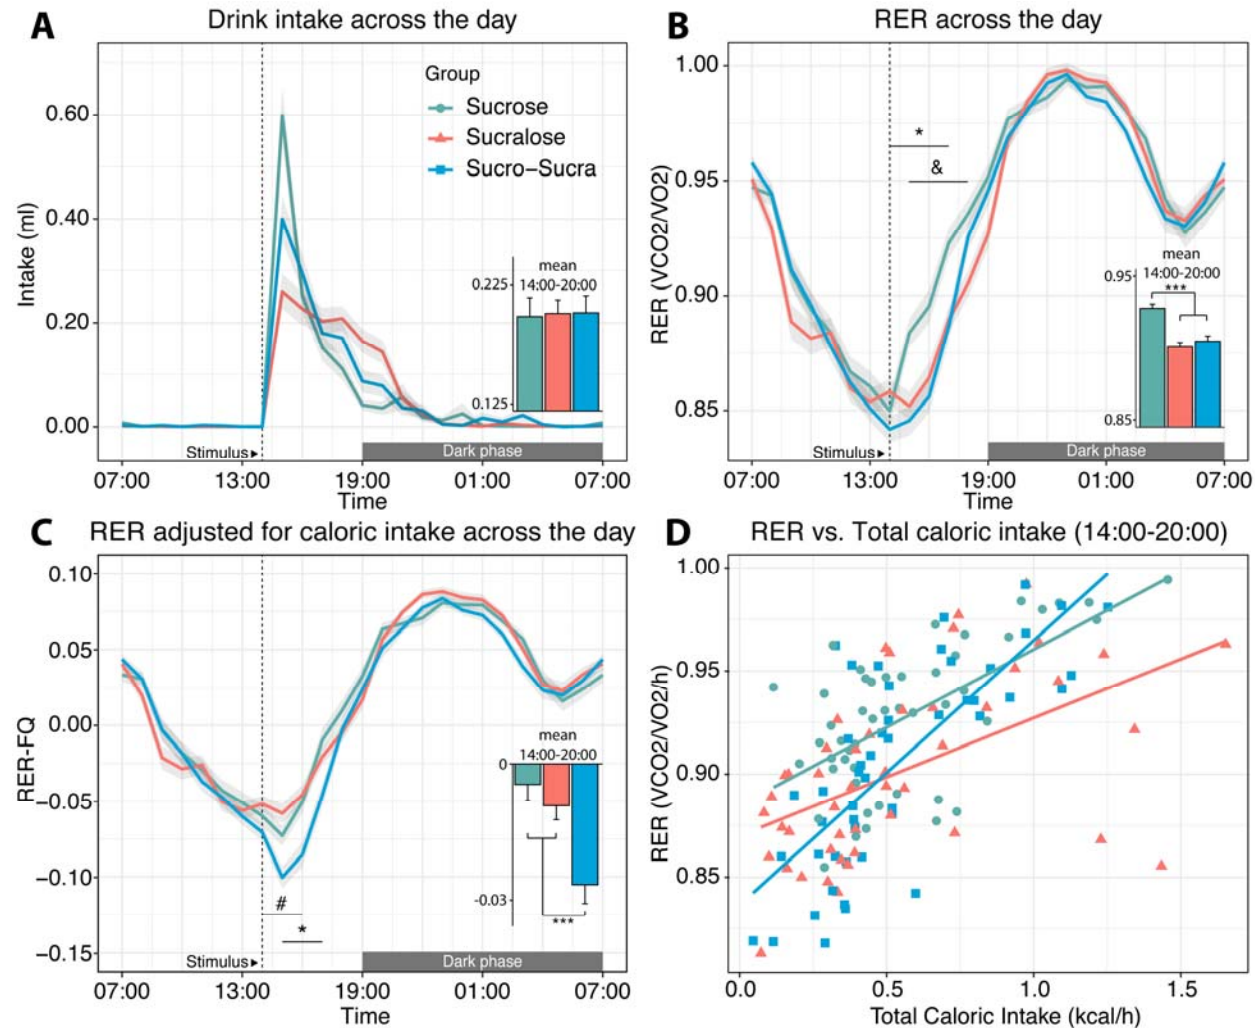 A Drink intake across the day
Group
Sucrose
Sucralose
Sucro−Sucra
0.60
0.40
0.20
0.00
Intake (ml)
mean
14:00-20:00
0.225
0.125
Stimulus
Dark phase
07:00 13:00 19:00 01:00 07:00
Time
B RER across the day
1.00
0.95
0.90
0.85
RER (VCO2/VO2)
*
&
mean
14:00-20:00
0.95
***
0.85
Stimulus
Dark phase
07:00 13:00 19:00 01:00 07:00
Time
C RER adjusted for caloric intake across the day
0.10
0.05
0.00
−0.05
−0.10
−0.15
RER-FQ
mean
14:00-20:00
0
-0.03
***
#
*
Stimulus
Dark phase
07:00 13:00 19:00 01:00 07:00
Time
D RER vs. Total caloric intake (14:00-20:00)
1.00
0.95
0.90
0.85
RER (VCO2/VO2/h)
0.0 0.5 1.0 1.5
Total Caloric Intake (kcal/h)